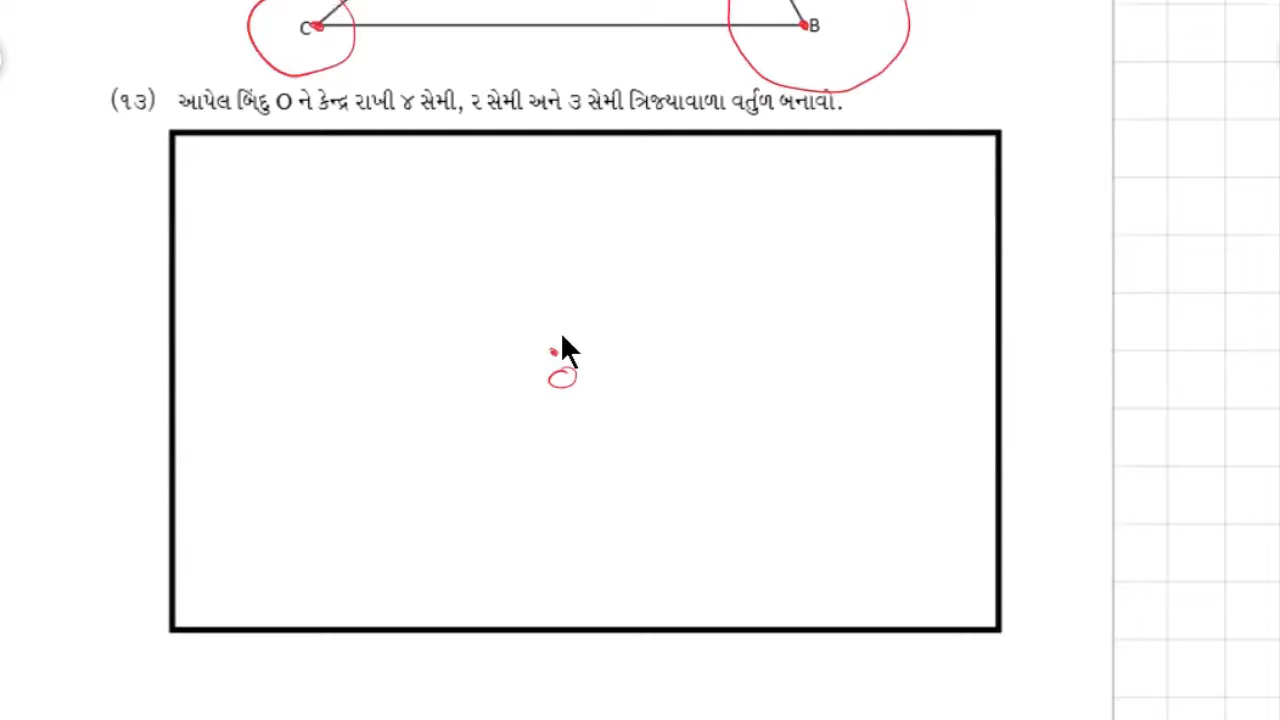 C B
(૧૩) આપેલ બિંદુ O ને કેન્દ્ર રાખી ૪ સેમી, ૨ સેમી અને ૩ સેમી ત્રિજ્યાવાળા વર્તુળ બનાવો.
O